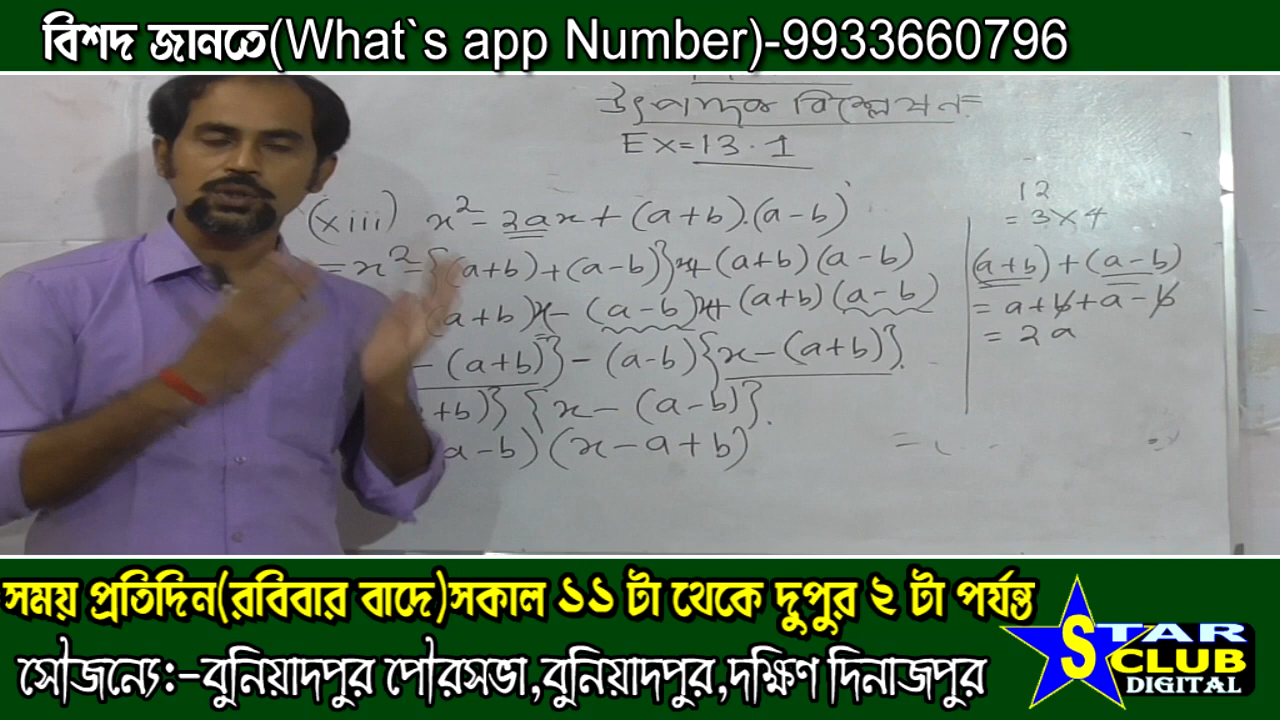 বিশদ জানতে(What`s app Number)-9933660796
উৎপাদক বিশ্লেষণ=
Ex=13.1
(xiii) x²-2ax+(a+b).(a-b)
=x²-{(a+b)+(a-b)}x+(a+b)(a-b)
(a+b)x-(a-b)x+(a+b)(a-b)
-(a+b)}-(a-b){x-(a+b)}.
+b)}{x-(a-b)}.
a-b)(x-a+b)
12
=3×4
(a+b)+(a-b)
=a+b+a-b
=2a
সময় প্রতিদিন(রবিবার বাদে)সকাল ১১ টা থেকে দুপুর ২ টা পর্যন্ত
সৌজন্যে:-বুনিয়াদপুর পৌরসভা,বুনিয়াদপুর,দক্ষিণ দিনাজপুর
STAR
CLUB
DIGITAL